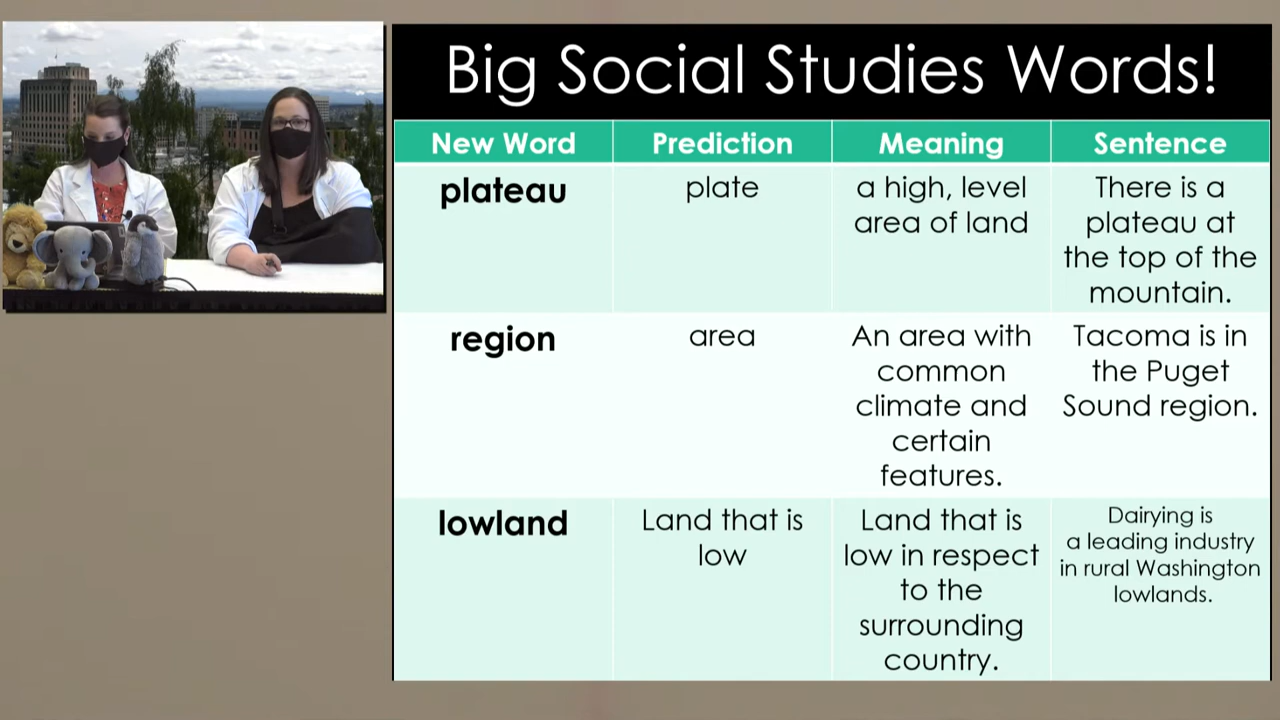 Big Social Studies Words!
New Word Prediction Meaning Sentence
plateau
plate
a high, level
area of land
There is a
plateau at
the top of the
mountain.
region
area
An area with
common
climate and
certain
features.
Tacoma is in
the Puget
Sound region.
lowland
Land that is
low
Land that is
low in respect
to the
surrounding
country.
Dairying is
a leading industry
in rural Washington
lowlands.